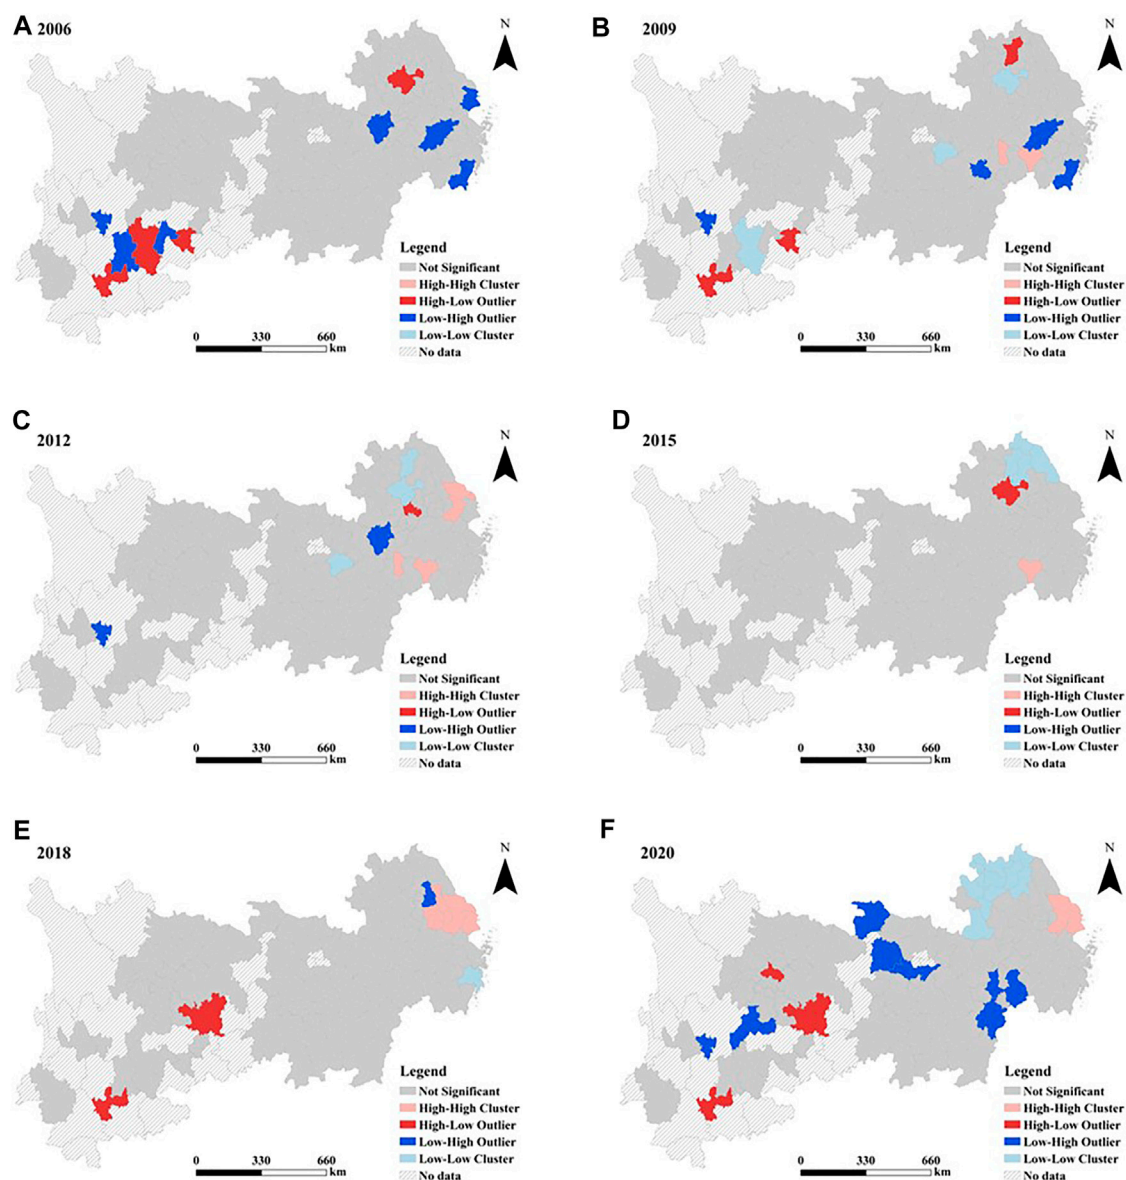 A
2006
N
Legend
Not Significant
High-High Cluster
High-Low Outlier
Low-High Outlier
Low-Low Cluster
No data
0 330 660
km
B
2009
N
Legend
Not Significant
High-High Cluster
High-Low Outlier
Low-High Outlier
Low-Low Cluster
No data
0 330 660
km
C
2012
N
Legend
Not Significant
High-High Cluster
High-Low Outlier
Low-High Outlier
Low-Low Cluster
No data
0 330 660
km
D
2015
N
Legend
Not Significant
High-High Cluster
High-Low Outlier
Low-High Outlier
Low-Low Cluster
No data
0 330 660
km
E
2018
N
Legend
Not Significant
High-High Cluster
High-Low Outlier
Low-High Outlier
Low-Low Cluster
No data
0 330 660
km
F
2020
N
Legend
Not Significant
High-High Cluster
High-Low Outlier
Low-High Outlier
Low-Low Cluster
No data
0 330 660
km